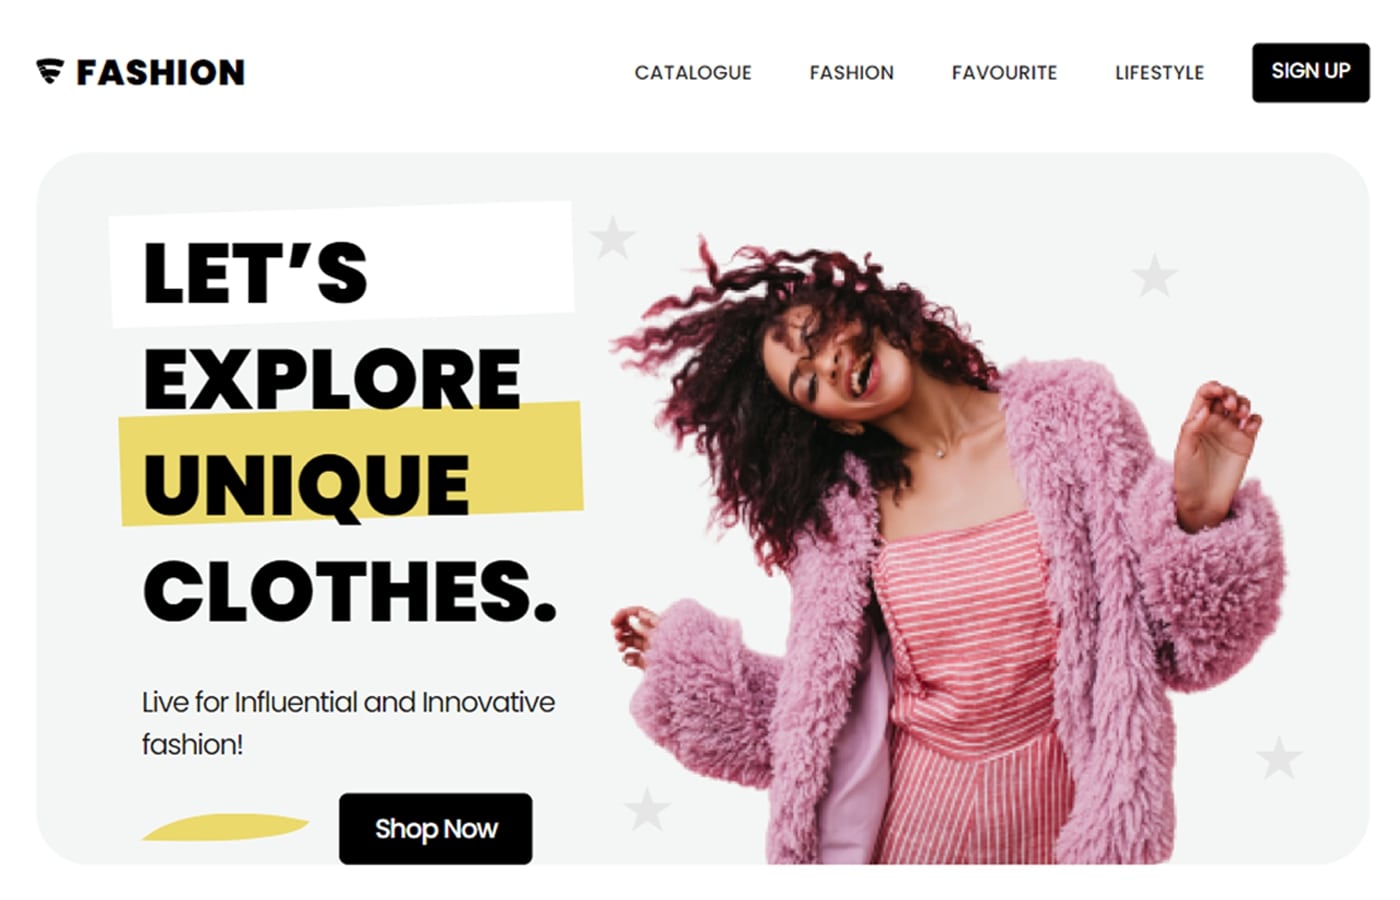 FASHION
CATALOGUE
FASHION
FAVOURITE
LIFESTYLE
SIGN UP
LET’S
EXPLORE
UNIQUE
CLOTHES.
Live for Influential and Innovative
fashion!
Shop Now